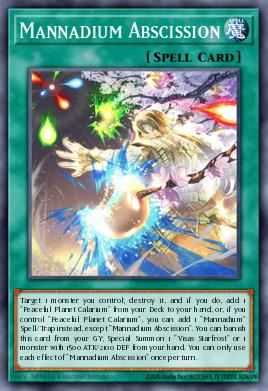 MANNADIUM ABSCISSION
魔
[SPELL CARD]
Target 1 monster you control; destroy it, and if you do, add 1
"Peaceful Planet Calarium" from your Deck to your hand, or, if you
control "Peaceful Planet Calarium", you can add 1 "Mannadium"
Spell/Trap instead, except "Mannadium Abscission". You can banish
this card from your GY; Special Summon 1 "Visas Starfrost" or 1
monster with 1500 ATK/2100 DEF from your hand. You can only use
each effect of "Mannadium Abscission" once per turn.